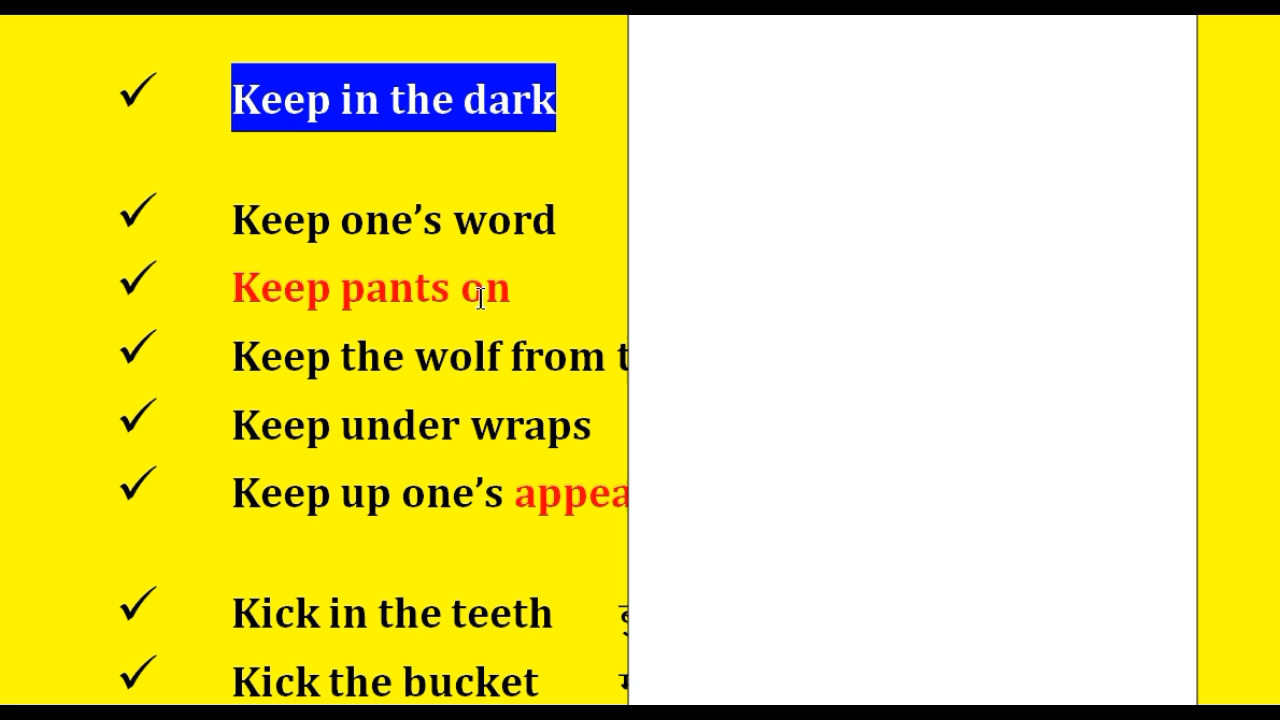 Keep in the dark
Keep one’s word
Keep pants on
Keep the wolf from
Keep under wraps
Keep up one’s
Kick in the teeth
Kick the bucket